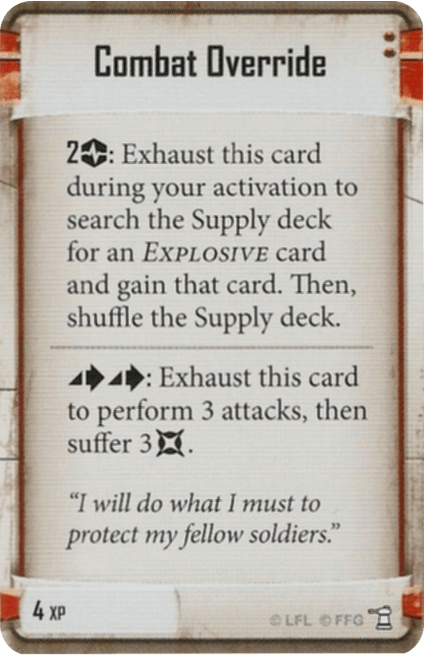 Combat Override
2: Exhaust this card
during your activation to
search the Supply deck
for an EXPLOSIVE card
and gain that card. Then,
shuffle the Supply deck.
: Exhaust this card
to perform 3 attacks, then
suffer 3.
“I will do what I must to
protect my fellow soldiers.”
4 XP
© LFL © FFG